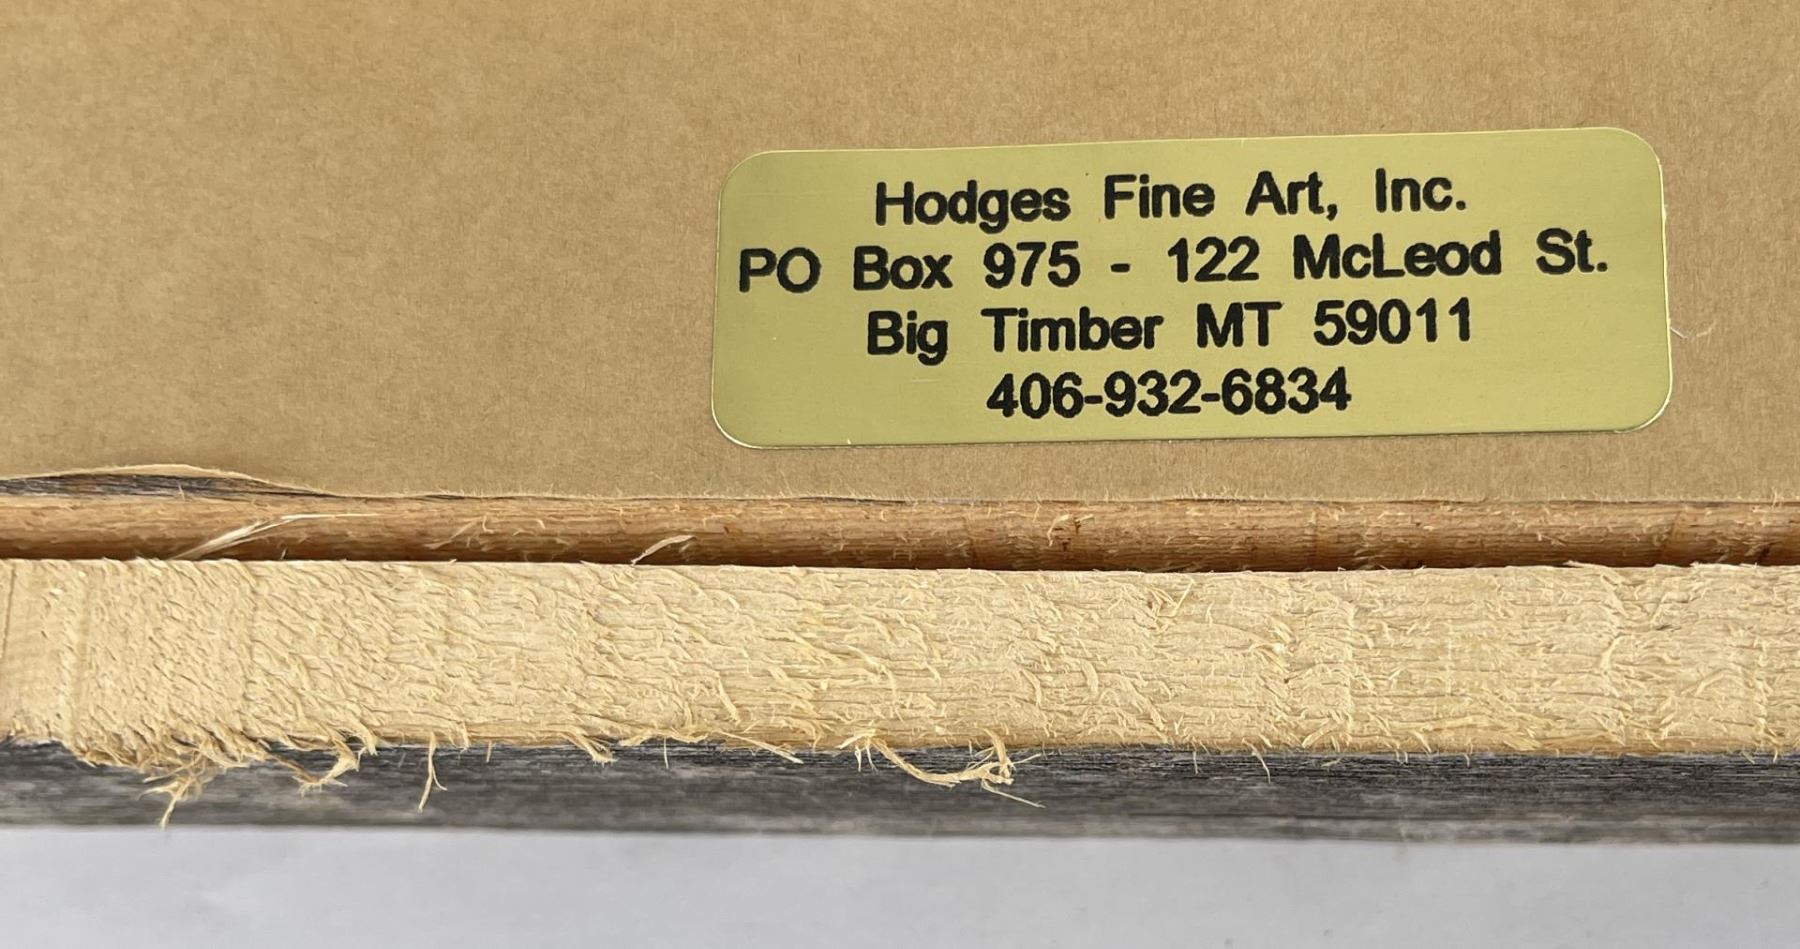 Hodges Fine Art, Inc.
PO Box 975 - 122 McLeod St.
Big Timber MT 59011
406-932-6834